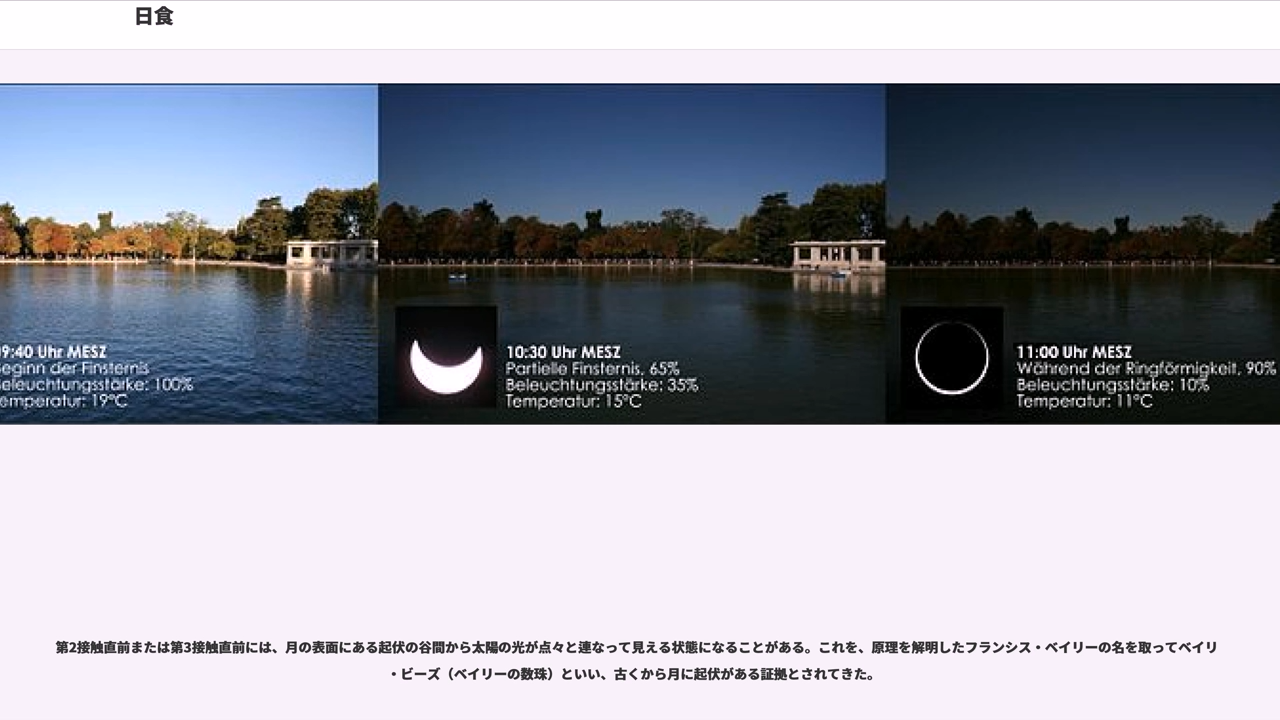 日食
9:40 Uhr MESZ
eginn der Finsternis
eleuchtungsstärke: 100%
emperatur: 19°C
10:30 Uhr MESZ
Partielle Finsternis, 65%
Beleuchtungsstärke: 35%
Temperatur: 15°C
11:00 Uhr MESZ
Während der Ringförmigkeit, 90%
Beleuchtungsstärke: 10%
Temperatur: 11°C
第2接触直前または第3接触直前には、月の表面にある起伏の谷間から太陽の光が点々と連なって見える状態になることがある。これを、原理を解明したフランシス・ベイリーの名を取ってベイリ
・ビーズ（ベイリーの数珠）といい、古くから月に起伏がある証拠とされてきた。